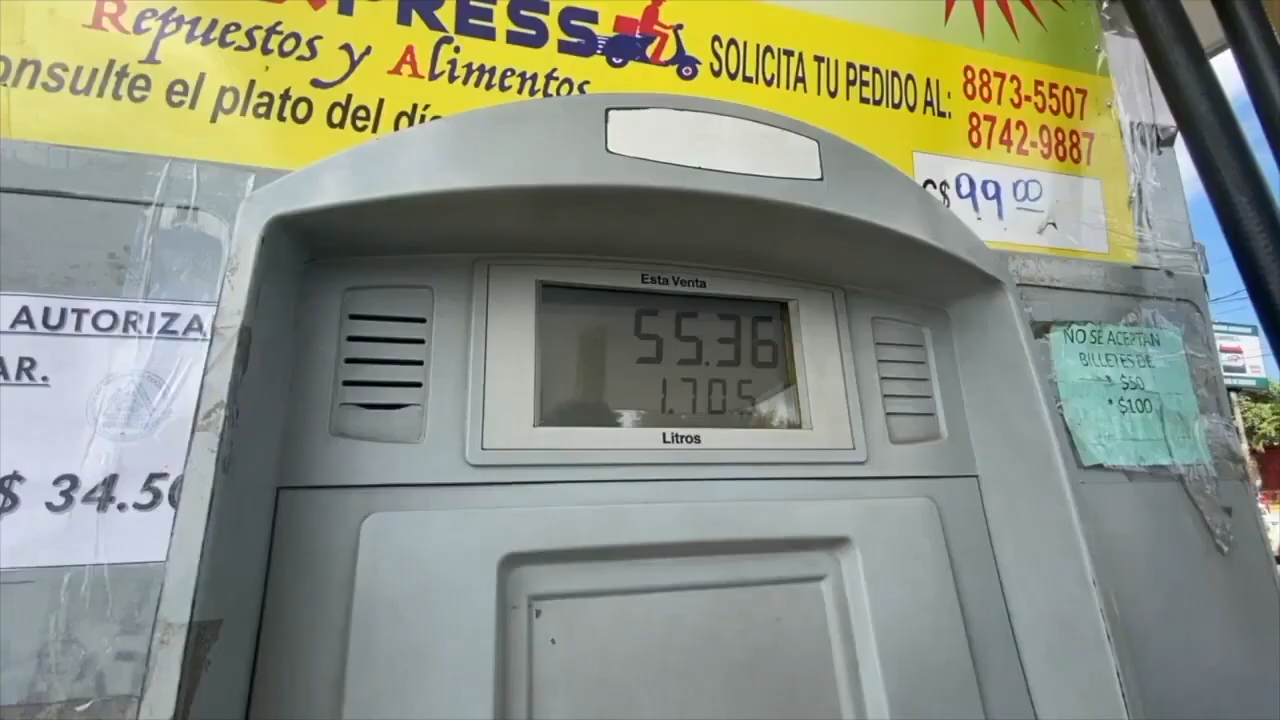 PRESS
Repuestos y Alimentos
onsulte el plato del día
SOLICITA TU PEDIDO AL:
8873-5507
8742-9887
C$99 00
AUTORIZA
AR.
$ 34.50
Esta Venta
55.36
1.705
Litros
NO SE ACEPTAN
BILLETES DE
* $50
* $100